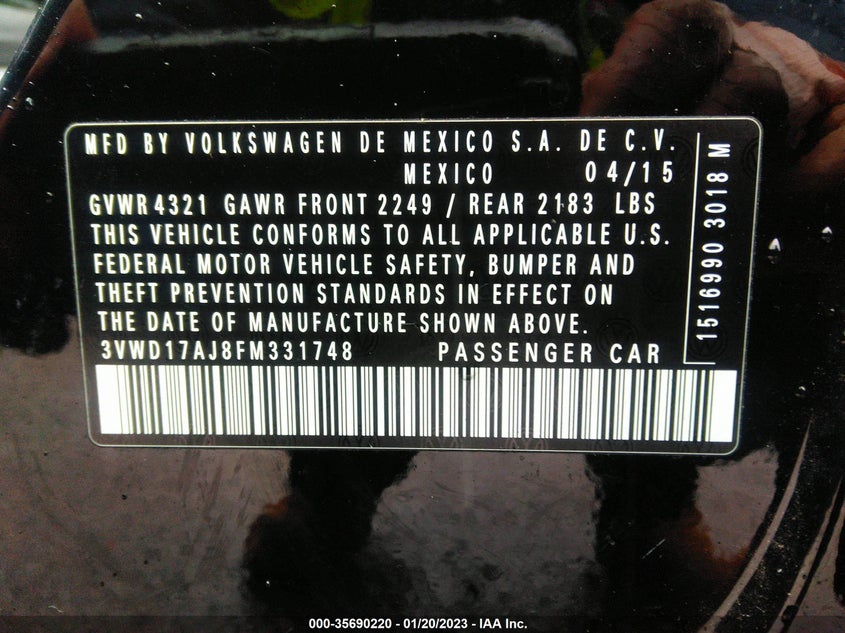 MFD BY VOLKSWAGEN DE MEXICO S.A. DE C.V.
MEXICO 04/15
GVWR 4321 GAWR FRONT 2249 / REAR 2183 LBS
THIS VEHICLE CONFORMS TO ALL APPLICABLE U.S.
FEDERAL MOTOR VEHICLE SAFETY, BUMPER AND
THEFT PREVENTION STANDARDS IN EFFECT ON
THE DATE OF MANUFACTURE SHOWN ABOVE.
3VWD17AJ8FM331748 PASSENGER CAR
1516990 3018 M
000-35690220 - 01/20/2023 - IAA Inc.